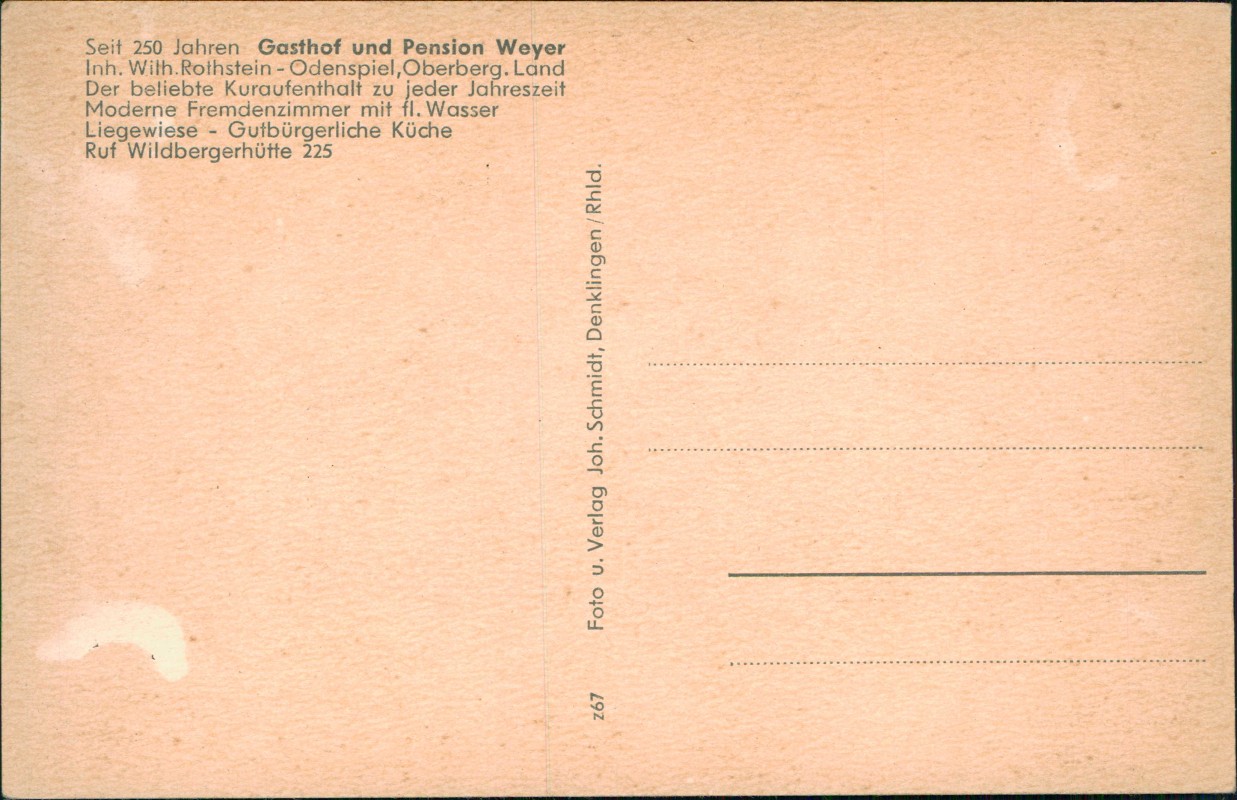 Seit 250 Jahren Gasthof und Pension Weyer
Inh. Wilh. Rothstein - Odenspiel, Oberberg. Land
Der beliebte Kuraufenthalt zu jeder Jahreszeit
Moderne Fremdenzimmer mit fl. Wasser
Liegewiese - Gutbürgerliche Küche
Ruf Wildbergerhütte 225
Foto u. Verlag Joh. Schmidt, Denklingen / Rhld.
z67